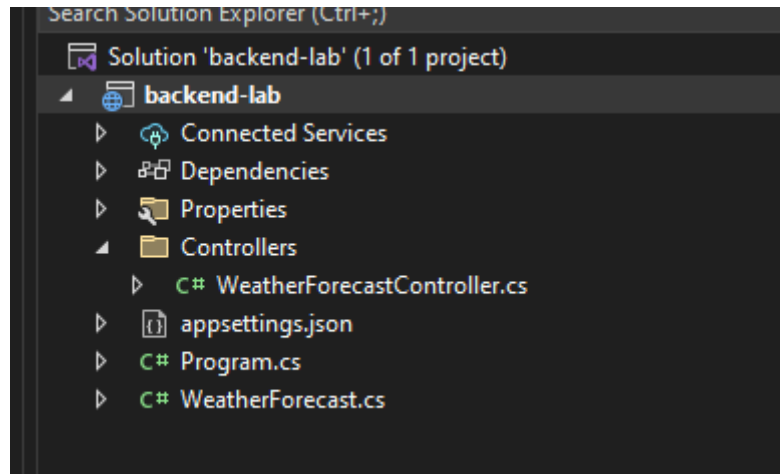 Search Solution Explorer (Ctrl+;)
Solution 'backend-lab' (1 of 1 project)
backend-lab
Connected Services
Dependencies
Properties
Controllers
C# WeatherForecastController.cs
appsettings.json
C# Program.cs
C# WeatherForecast.cs